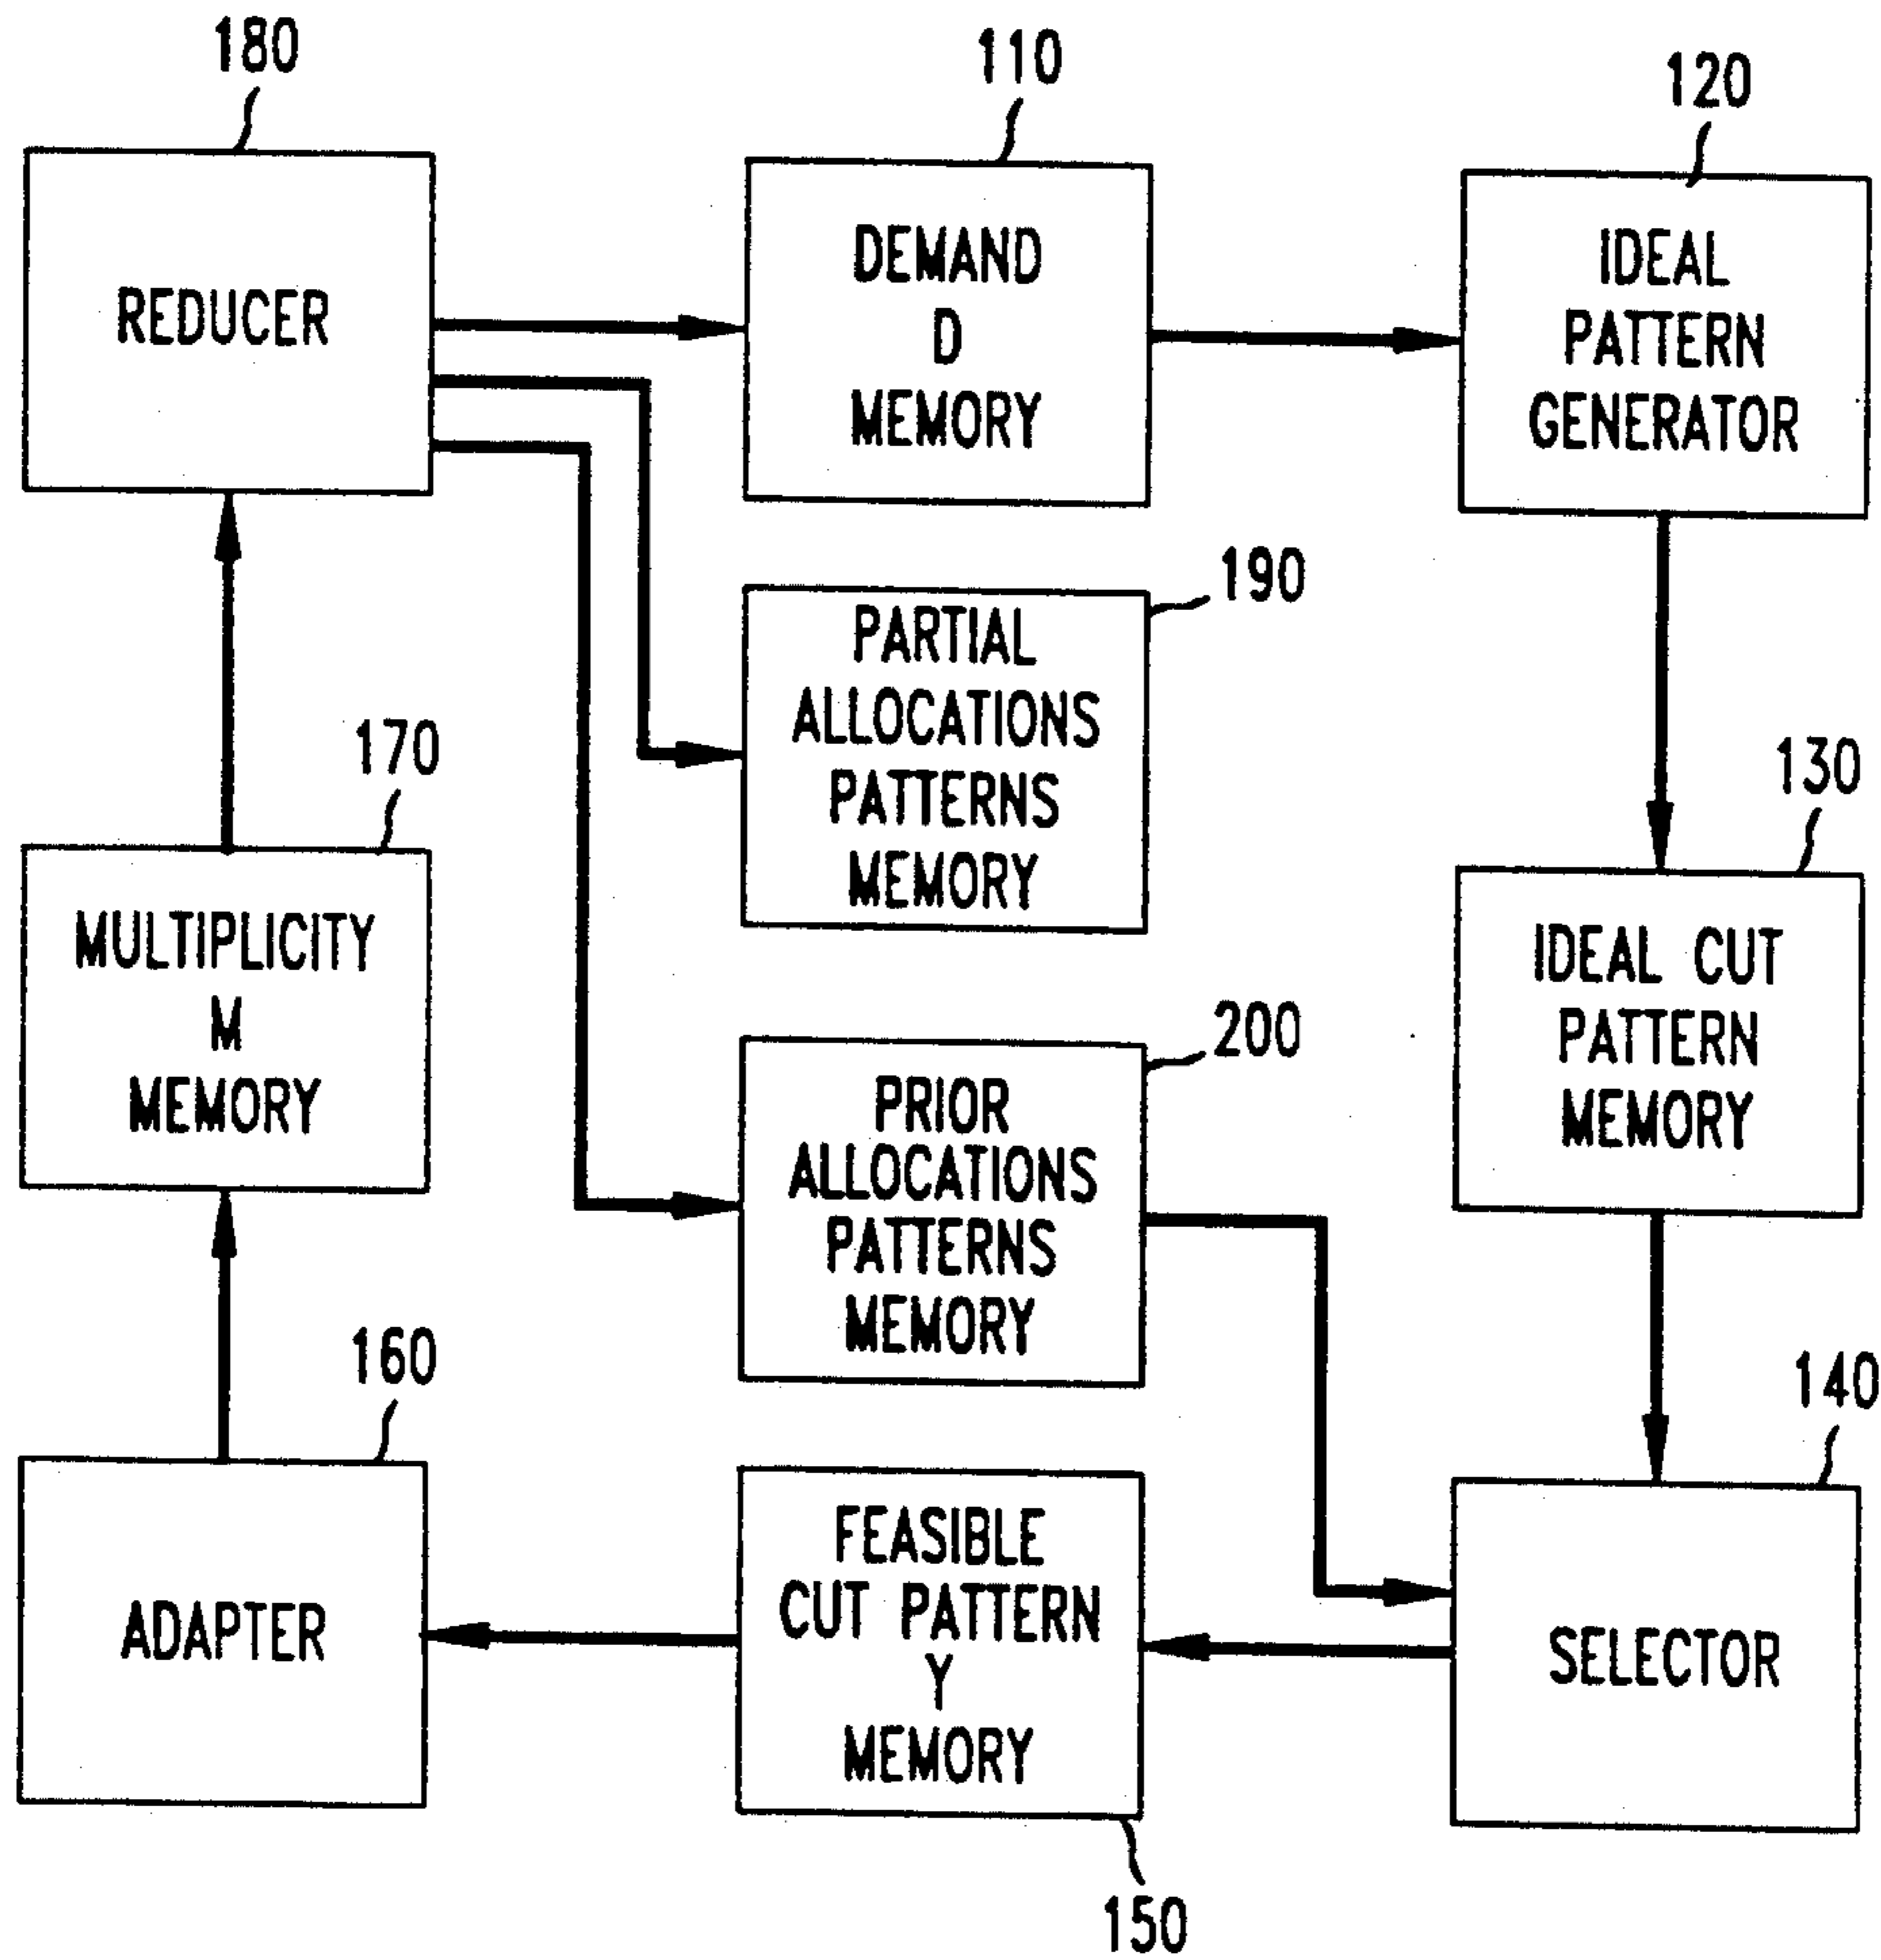 180
REDUCER
110
DEMAND
D
MEMORY
120
IDEAL
PATTERN
GENERATOR
190
PARTIAL
ALLOCATIONS
PATTERNS
MEMORY
170
MULTIPLICITY
M
MEMORY
130
IDEAL CUT
PATTERN
MEMORY
200
PRIOR
ALLOCATIONS
PATTERNS
MEMORY
160
ADAPTER
FEASIBLE
CUT PATTERN
Y
MEMORY
150
140
SELECTOR